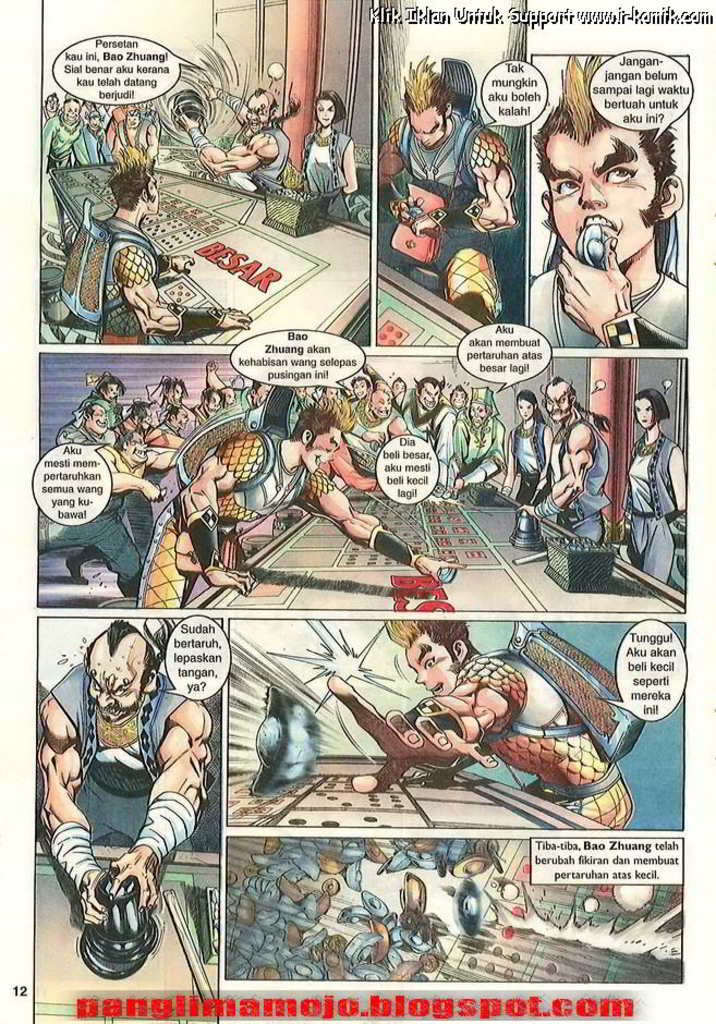 Klik Iklan Untuk Support www.i-komik.com
Persetan
kau ini, Bao Zhuang!
Sial benar aku kerana
kau telah datang
berjudi!
BESAR
Tak
mungkin
aku boleh
kalah!
Jangan-
jangan belum
sampai lagi waktu
bertuah untuk
aku ini?
Bao
Zhuang akan
kehabisan wang selepas
pusingan ini!
Aku
akan membuat
pertaruhan atas
besar lagi!
Aku
mesti mem-
pertaruhkan
semua wang
yang ku-
bawa!
Dia
beli besar,
aku mesti
beli kecil
lagi!
BES
Sudah
bertaruh,
lepaskan
tangan,
ya?
Tunggu!
Aku akan
beli kecil
seperti
mereka
ini!
Tiba-tiba, Bao Zhuang telah
berubah fikiran dan membuat
pertaruhan atas kecil.
12
panglimamojo.blogspot.com